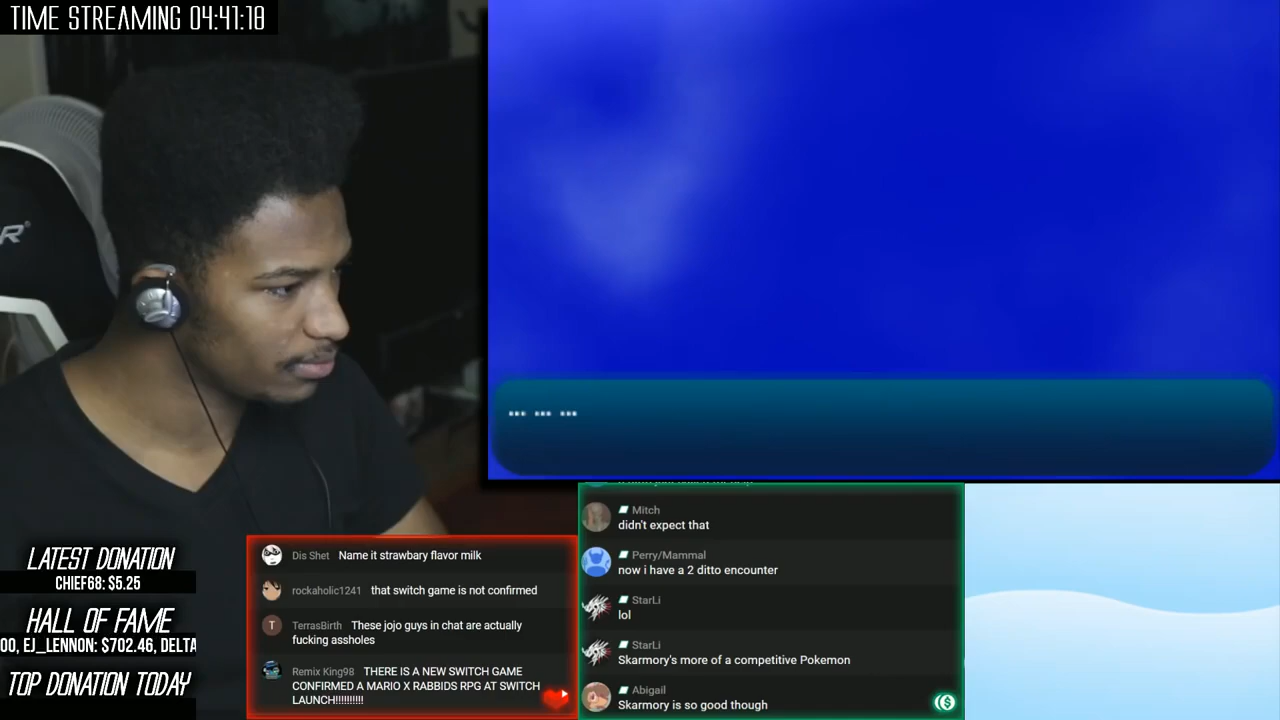 TIME STREAMING 04:41:18
R®
... ... ...
Mitch
didn't expect that
Perry/Mammal
now i have a 2 ditto encounter
StarLi
lol
StarLi
Skarmory's more of a competitive Pokemon
Abigail
Skarmory is so good though
Dis Shet Name it strawbary flavor milk
rockaholic1241 that switch game is not confirmed
T TerrasBirth These jojo guys in chat are actually
fucking assholes
Remix King98 THERE IS A NEW SWITCH GAME
CONFIRMED A MARIO X RABBIDS RPG AT SWITCH
LAUNCH!!!!!!!!!!
LATEST DONATION
CHIEF68: $5.25
HALL OF FAME
00, EJ_LENNON: $702.46, DELTA
TOP DONATION TODAY